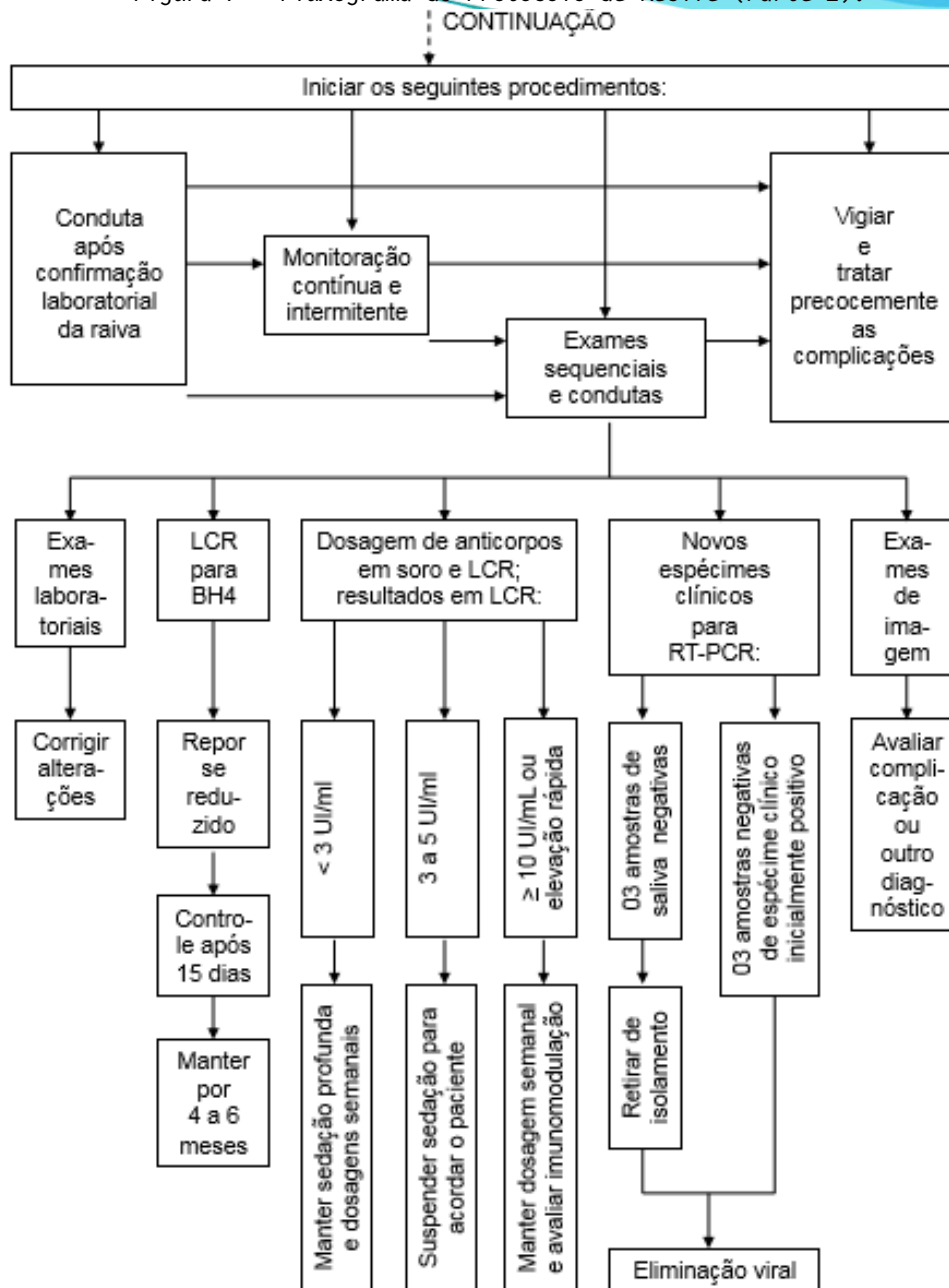 CONTINUAÇÃO
Iniciar os seguintes procedimentos:
Conduta
após
confirmação
laboratorial
da raiva
Monitoração
contínua e
intermitente
Exames
sequenciais
e condutas
Vigiar
e
tratar
precocemente
as
complicações
Exa-
mes
labora-
toriais
LCR
para
BH4
Dosagem de anticorpos
em soro e LCR;
resultados em LCR:
Novos
espécimes
clínicos
para
RT-PCR:
Exa-
mes
de
ima-
gem
Corrigir
altera-
ções
Repor
se
redu-
zido
< 3 UI/ml
3 a 5 UI/ml
≥ 10 UI/mL ou
elevação rápida
03 amostras de
saliva negativas
03 amostras negativas
de espécime clínico
inicialmente positivo
Avaliar
compli-
cação
ou
outro
diag-
nóstico
Contro-
le após
15 dias
Manter
por
4 a 6
meses
Manter sedação profunda
e dosagens semanais
Suspender sedação para
acordar o paciente
Manter dosagem semanal
e avaliar imunomodulação
Retirar de
isolamento
Eliminação viral